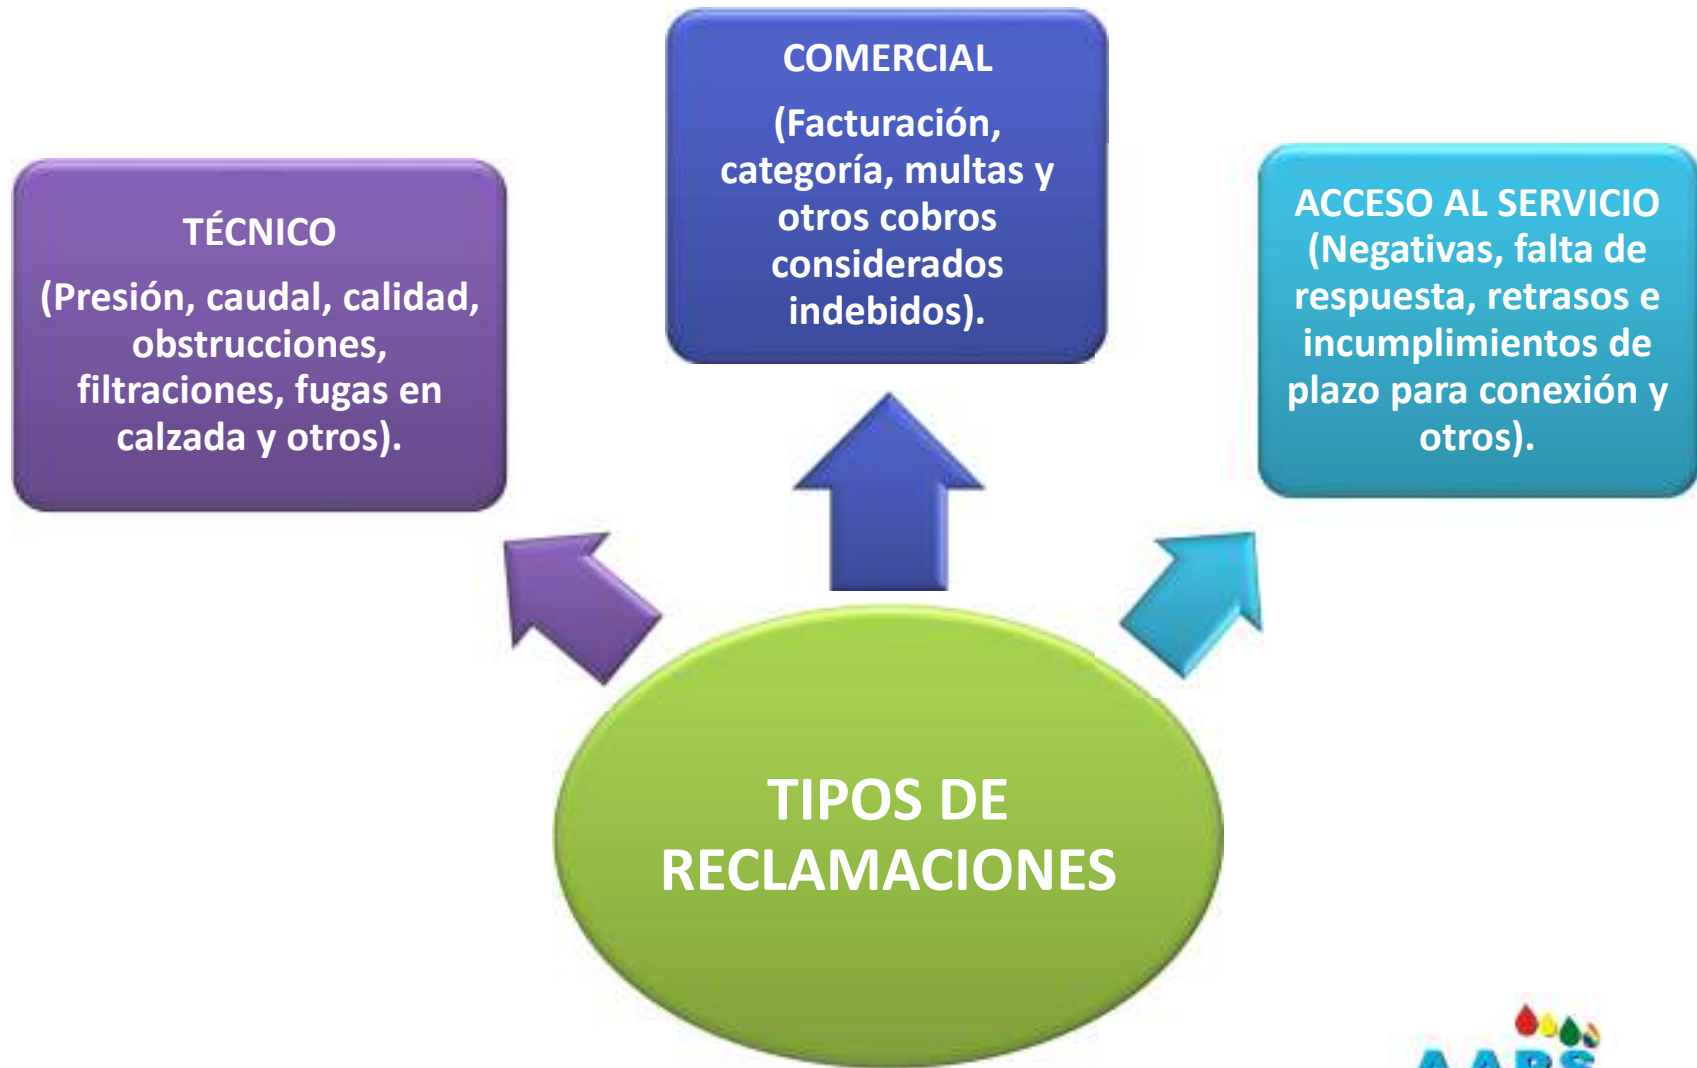 COMERCIAL
(Facturación,
categoría, multas y
otros cobros
considerados
indebidos).
TÉCNICO
(Presión, caudal, calidad,
obstrucciones,
filtraciones, fugas en
calzada y otros).
ACCESO AL SERVICIO
(Negativas, falta de
respuesta, retrasos e
incumplimientos de
plazo para conexión y
otros).
TIPOS DE
RECLAMACIONES
AAPS